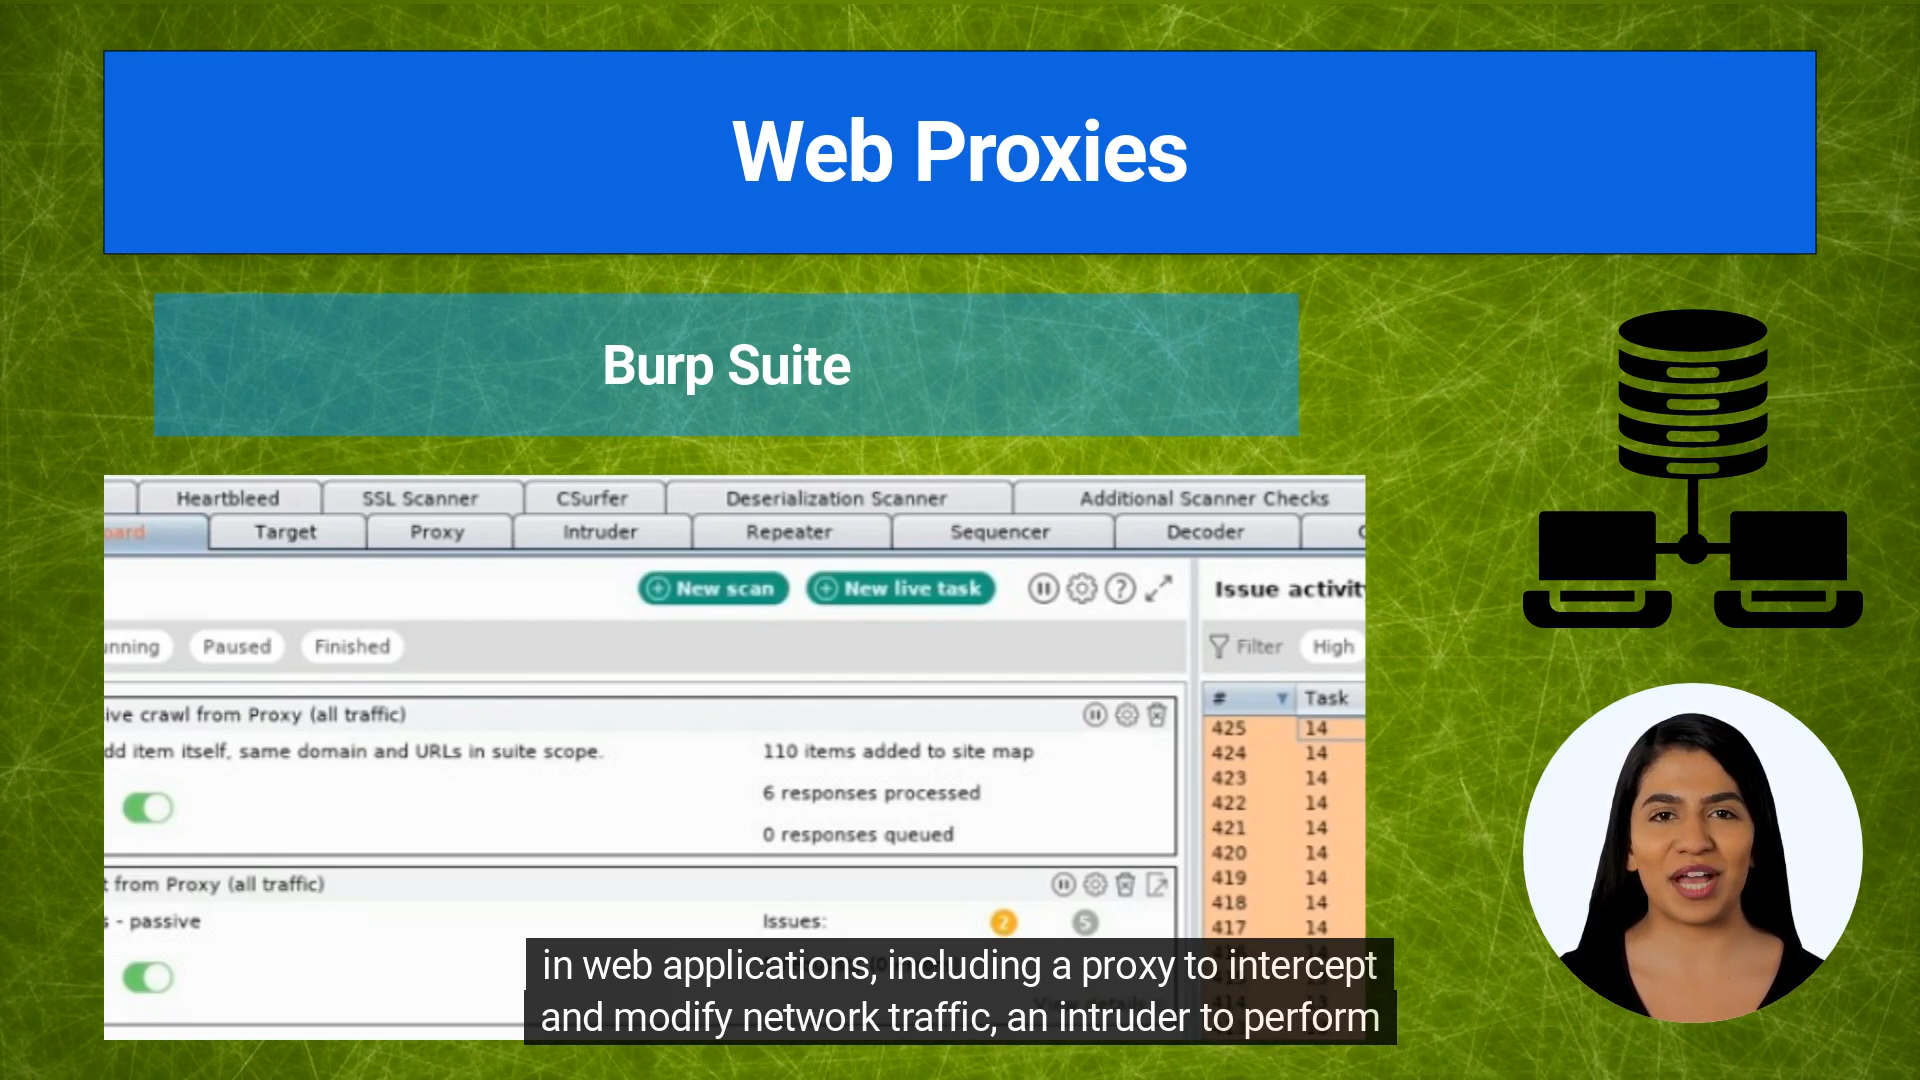 Web Proxies
Burp Suite
Heartbleed SSL Scanner CSurfer Deserialization Scanner Additional Scanner Checks
oard Target Proxy Intruder Repeater Sequencer Decoder C
New scan New live task Issue activit
unning Paused Finished Filter High
ive crawl from Proxy (all traffic) # Task
dd item itself, same domain and URLs in suite scope. 110 items added to site map
6 responses processed
0 responses queued
t from Proxy (all traffic)
s - passive Issues: ? 5
425 14
424 14
423 14
422 14
421 14
420 14
419 14
418 14
417 14
in web applications, including a proxy to intercept
and modify network traffic, an intruder to perform